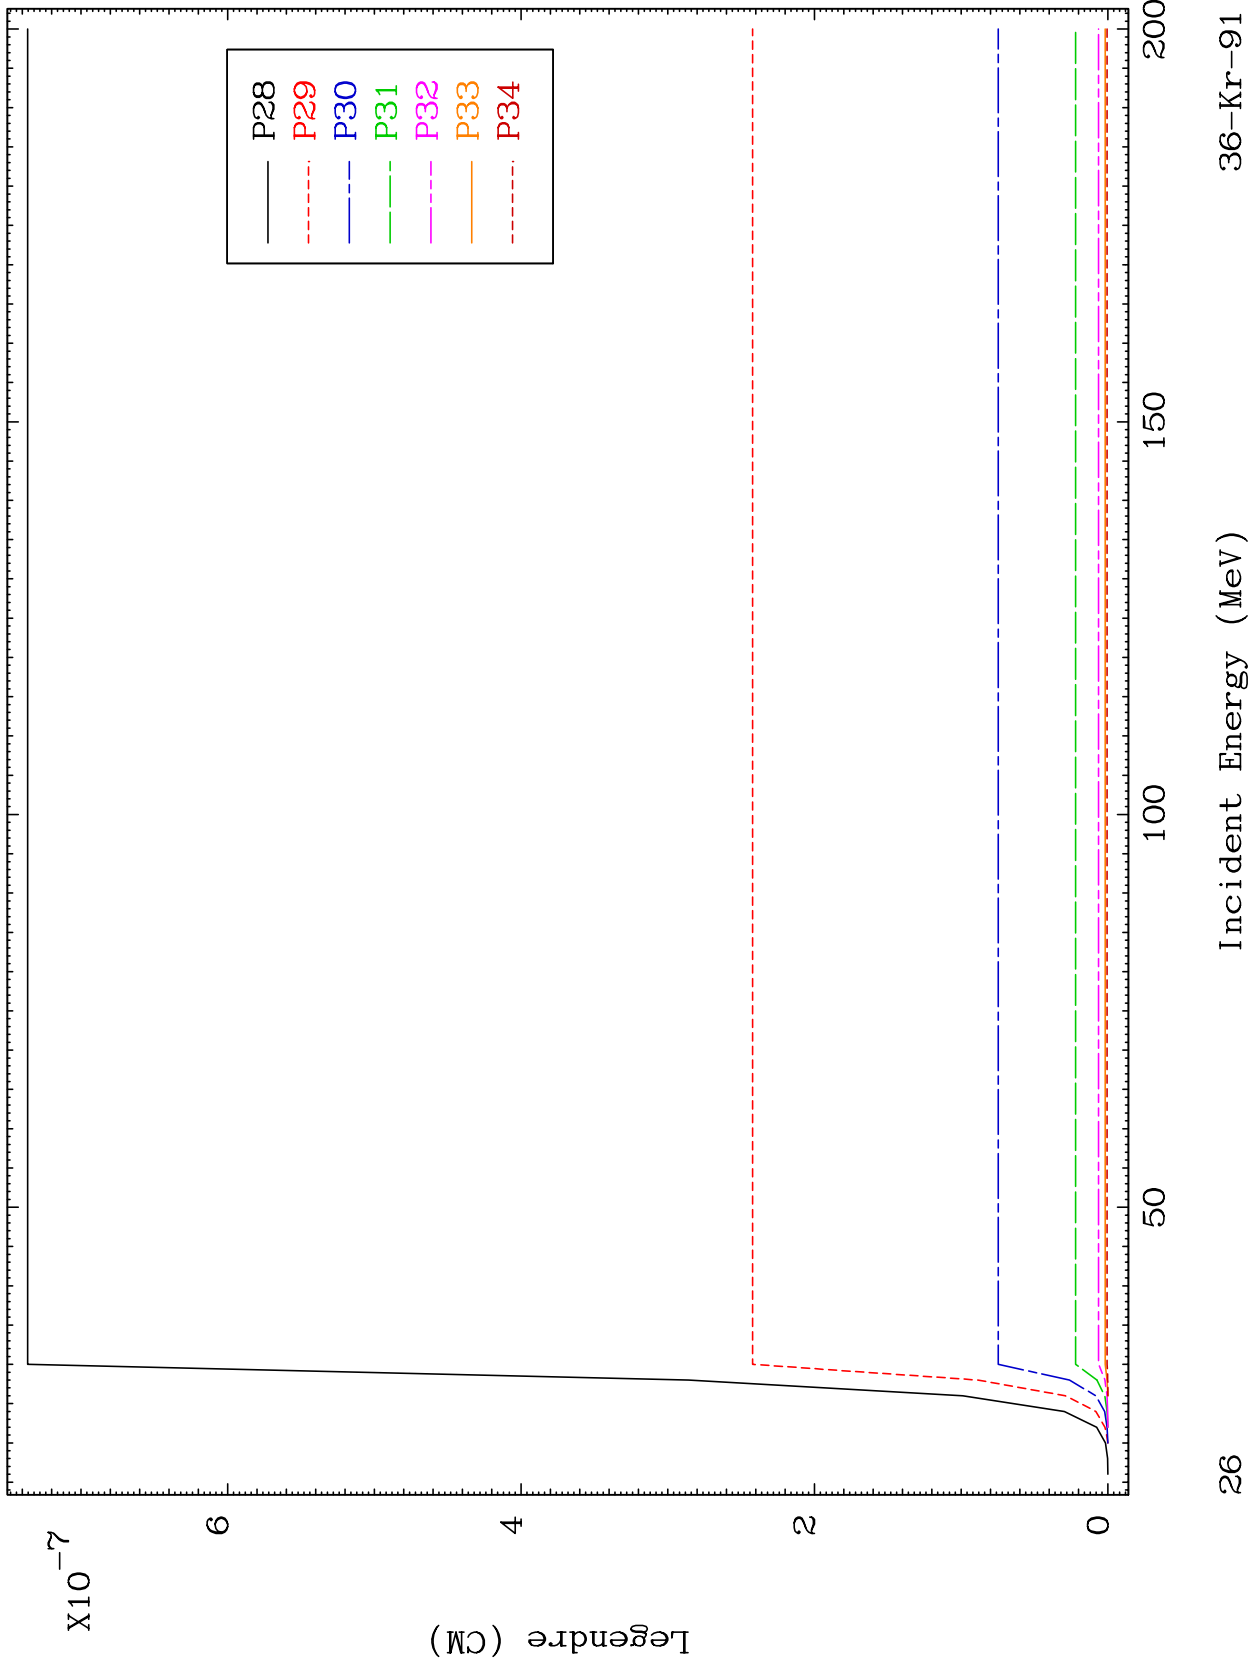 X10-7
Legendre (CM)
6
4
2
0
P28
P29
P30
P31
P32
P33
P34
50
100
150
200
Incident Energy (MeV)
26
36-Kr-91